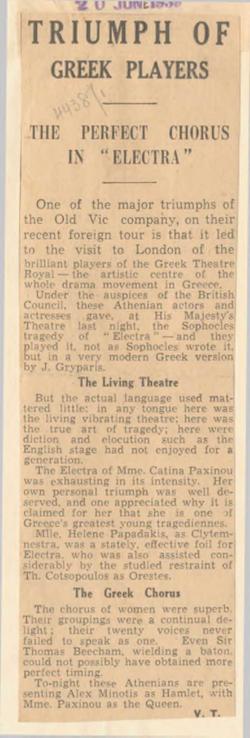 20 JUNE
TRIUMPH OF
GREEK PLAYERS
THE PERFECT CHORUS
IN "ELECTRA"
One of the major triumphs of
the Old Vic company, on their
recent foreign tour is that it led
to the visit to London of the
brilliant players of the Greek Theatre
Royal—the artistic centre of the
whole drama movement in Greece.
Under the auspices of the British
Council, these Athenian actors and
actresses gave, at His Majesty's
Theatre last night, the Sophocles
tragedy of "Electra"—and they
played it, not as Sophocles wrote it,
but in a very modern Greek version
by J. Gryparis.
The Living Theatre
But the actual language used mat-
tered little; in any tongue here was
the living vibrating theatre; here was
the true art of tragedy; here were
diction and elocution such as the
English stage had not enjoyed for a
generation.
The Electra of Mme. Catina Paxinou
was exhausting in its intensity. Her
own personal triumph was well de-
served, and one appreciated why it is
claimed for her that she is one of
Greece's greatest young tragediennes.
Mlle. Helene Papadakis, as Clytem-
nestra, was a stately, effective foil for
Electra, who was also assisted con-
siderably by the studied restraint of
Th. Cotsopoulos as Orestes.
The Greek Chorus
The chorus of women were superb.
Their groupings were a continual de-
light; their twenty voices never
failed to speak as one. Even Sir
Thomas Beecham, wielding a baton,
could not possibly have obtained more
perfect timing.
To-night these Athenians are pre-
senting Alex Minotis as Hamlet, with
Mme. Paxinou as the Queen.
V. T.